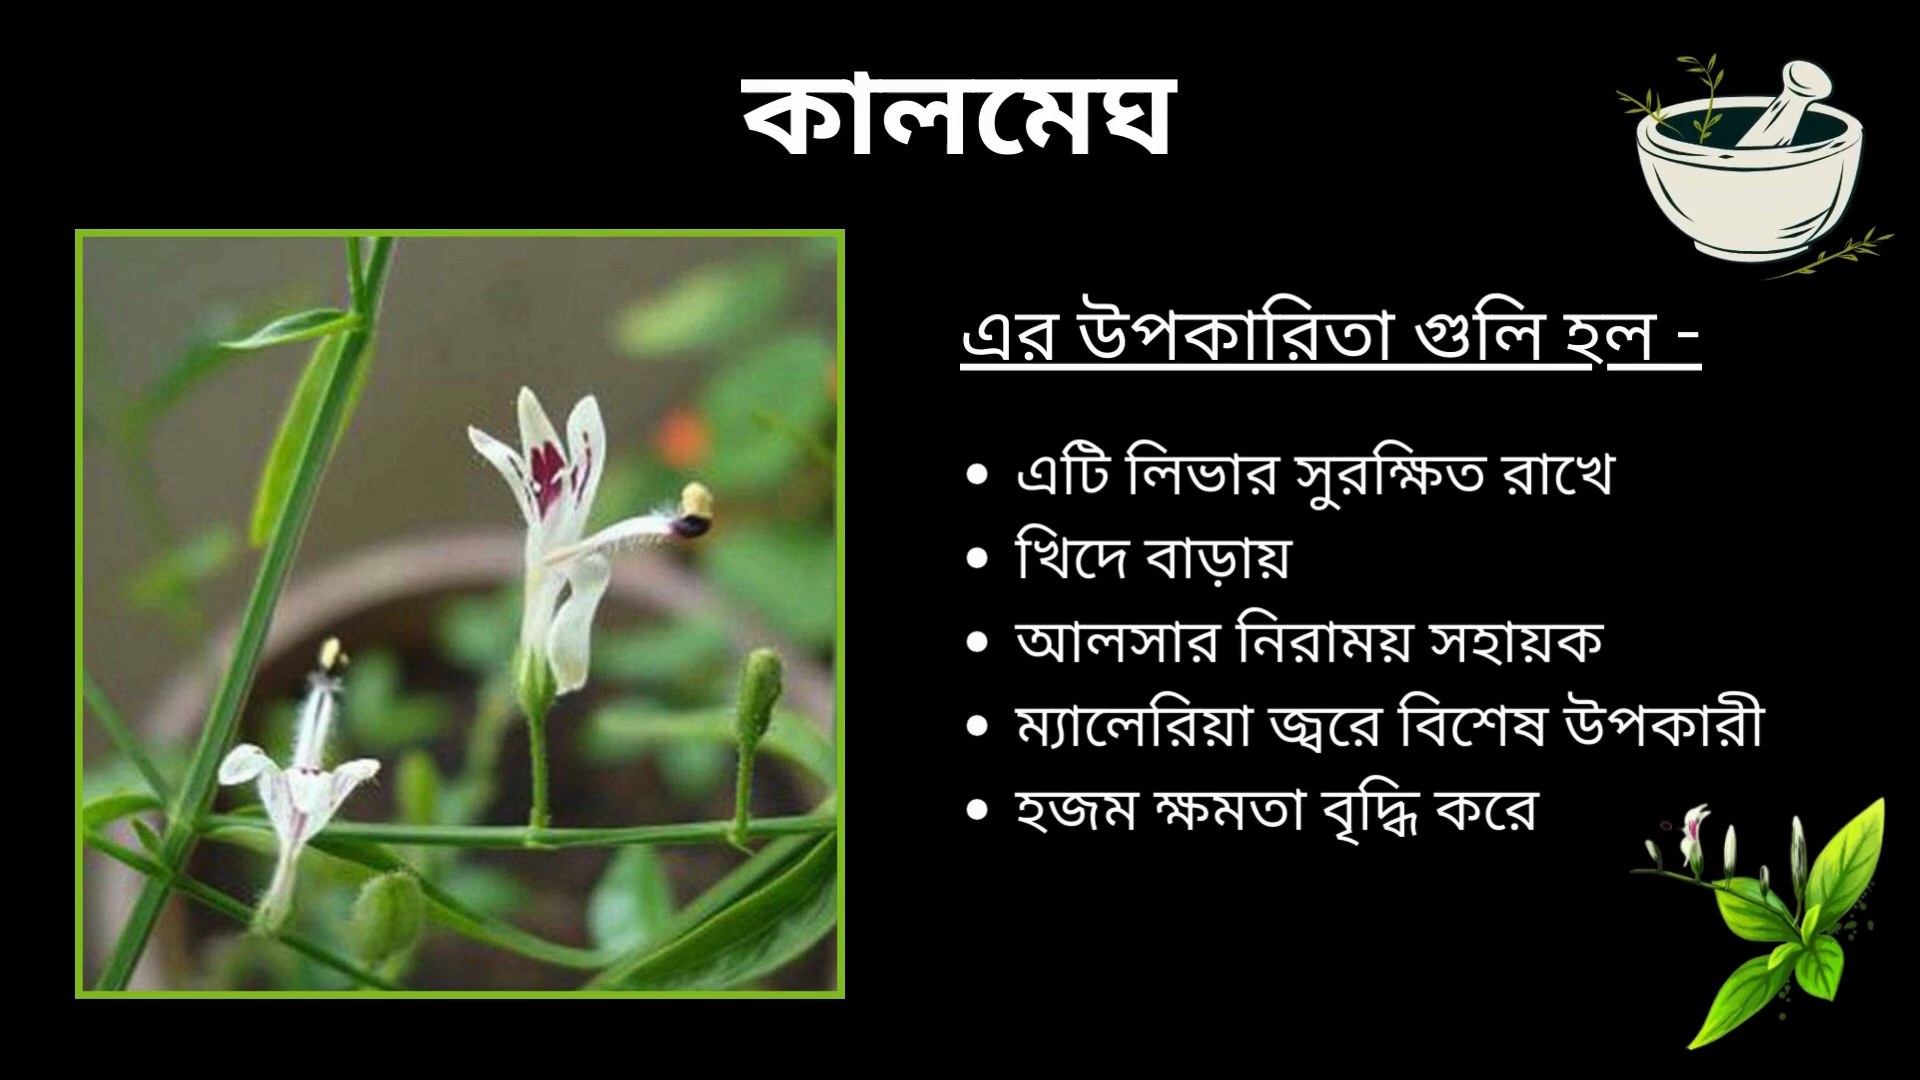 কালমেঘ
এর উপকারিতা গুলি হল -
• এটি লিভার সুরক্ষিত রাখে
• খিদে বাড়ায়
• আলসার নিরাময় সহায়ক
• ম্যালেরিয়া জ্বরে বিশেষ উপকারী
• হজম ক্ষমতা বৃদ্ধি করে